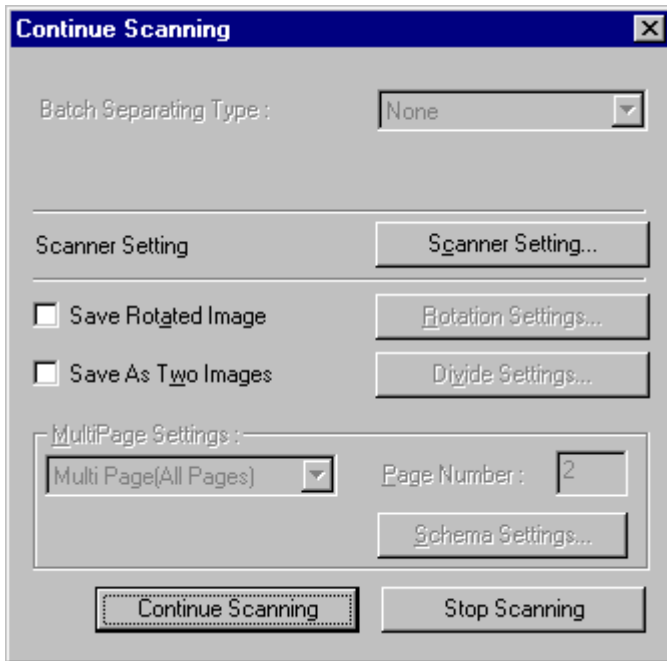 Continue Scanning
Batch Separating Type : None
Scanner Setting Scanner Setting...
Save Rotated Image Rotation Settings...
Save As Two Images Divide Settings...
MultiPage Settings :
Multi Page(All Pages) Page Number : 2
Schema Settings...
Continue Scanning Stop Scanning